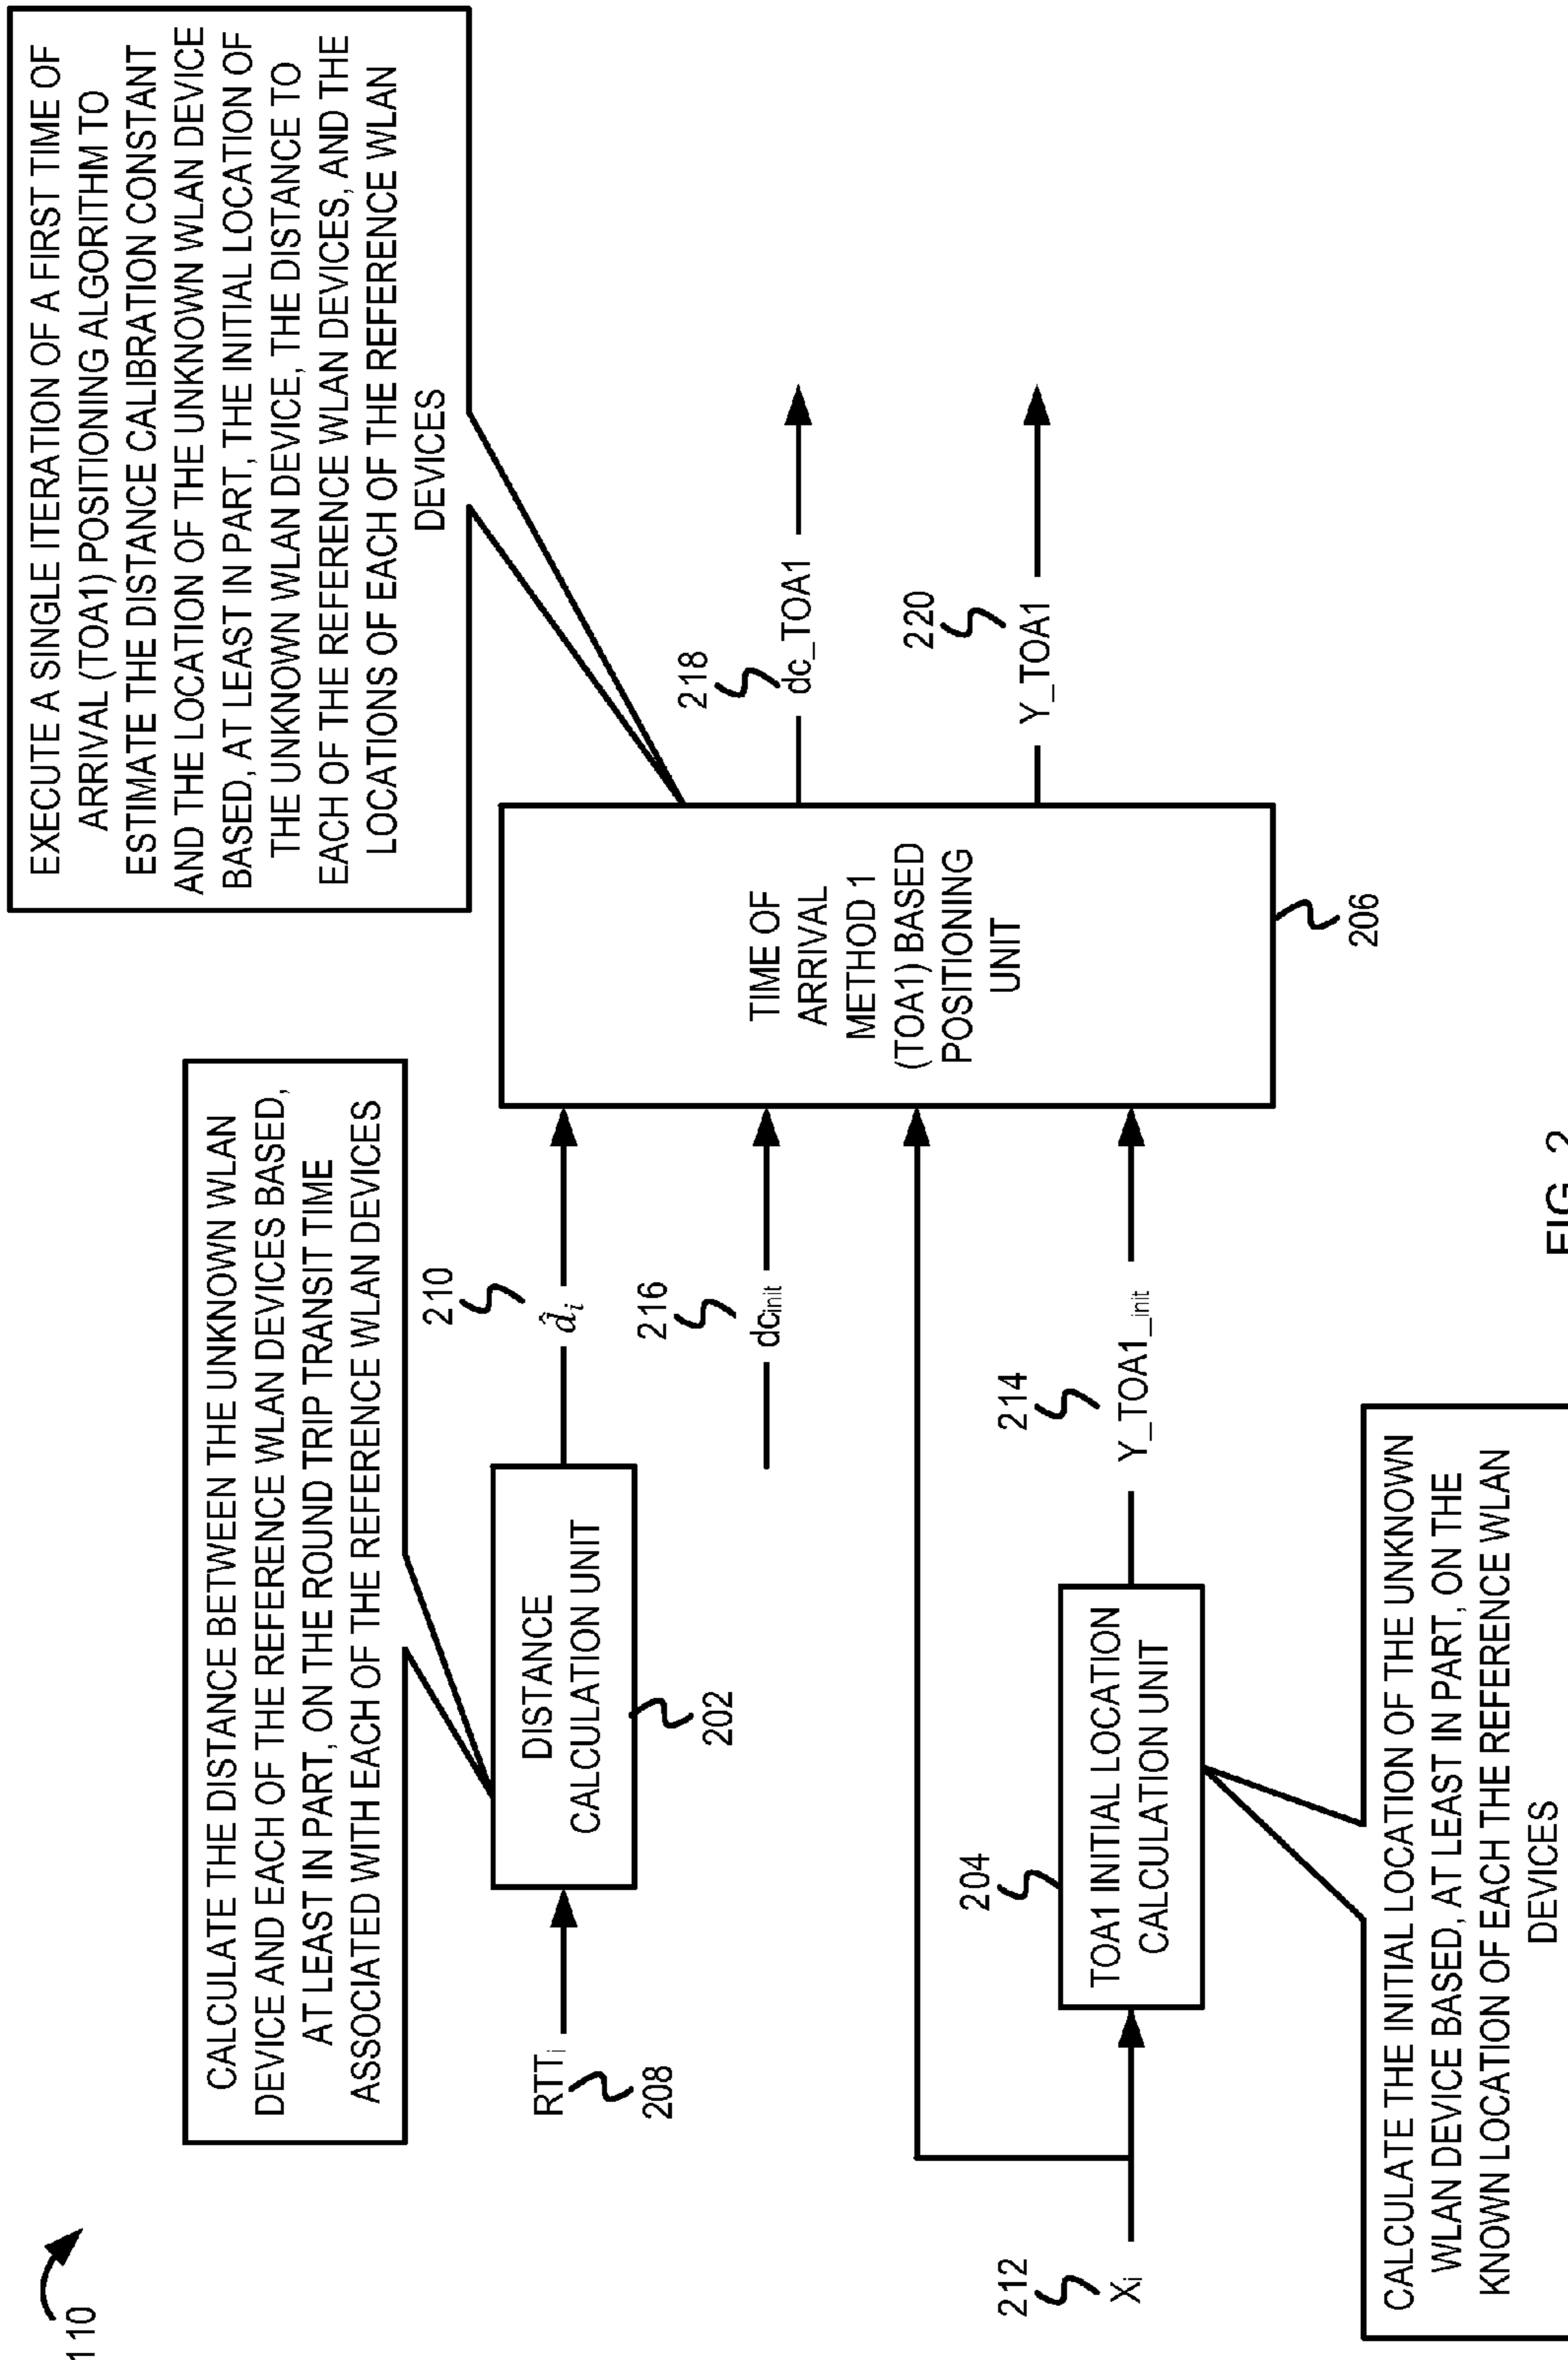 110
CALCULATE THE DISTANCE BETWEEN THE UNKNOWN WLAN
DEVICE AND EACH OF THE REFERENCE WLAN DEVICES BASED,
AT LEAST IN PART, ON THE ROUND TRIP TRANSIT TIME
ASSOCIATED WITH EACH OF THE REFERENCE WLAN DEVICES
EXECUTE A SINGLE ITERATION OF A FIRST TIME OF
ARRIVAL (TOA1) POSITIONING ALGORITHM TO
ESTIMATE THE DISTANCE CALIBRATION CONSTANT
AND THE LOCATION OF THE UNKNOWN WLAN DEVICE
BASED, AT LEAST IN PART, THE INITIAL LOCATION OF
THE UNKNOWN WLAN DEVICE, THE DISTANCE TO
EACH OF THE REFERENCE WLAN DEVICES, AND THE
LOCATIONS OF EACH OF THE REFERENCE WLAN
DEVICES
RTTi
208
DISTANCE
CALCULATION UNIT
202
210
d̂i
216
dcinit
TIME OF
ARRIVAL
METHOD 1
(TOA1) BASED
POSITIONING
UNIT
206
218
dc_TOA1
220
Y_TOA1
212
Xi
204
TOA1 INITIAL LOCATION
CALCULATION UNIT
214
Y_TOA1_init
CALCULATE THE INITIAL LOCATION OF THE UNKNOWN
WLAN DEVICE BASED, AT LEAST IN PART, ON THE
KNOWN LOCATION OF EACH THE REFERENCE WLAN
DEVICES
FIG. 2